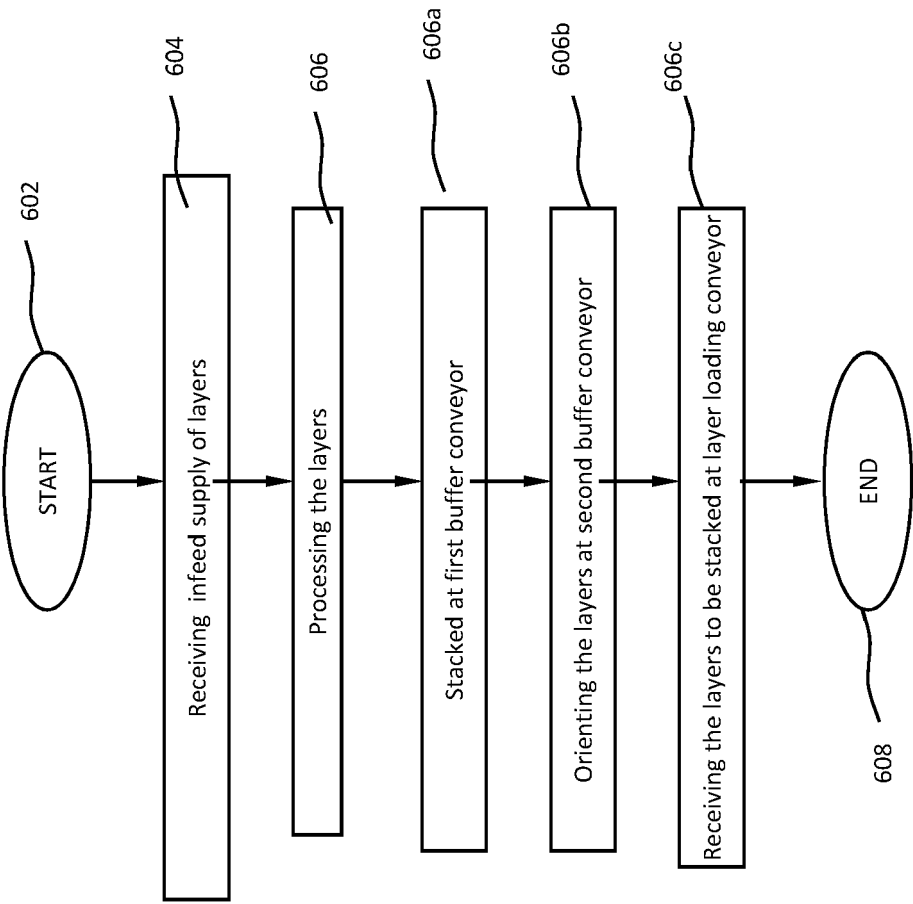 START
602
Receiving infeed supply of layers
604
Processing the layers
606
Stacked at first buffer conveyor
606a
Orienting the layers at second buffer conveyor
606b
Receiving the layers to be stacked at layer loading conveyor
606c
END
608